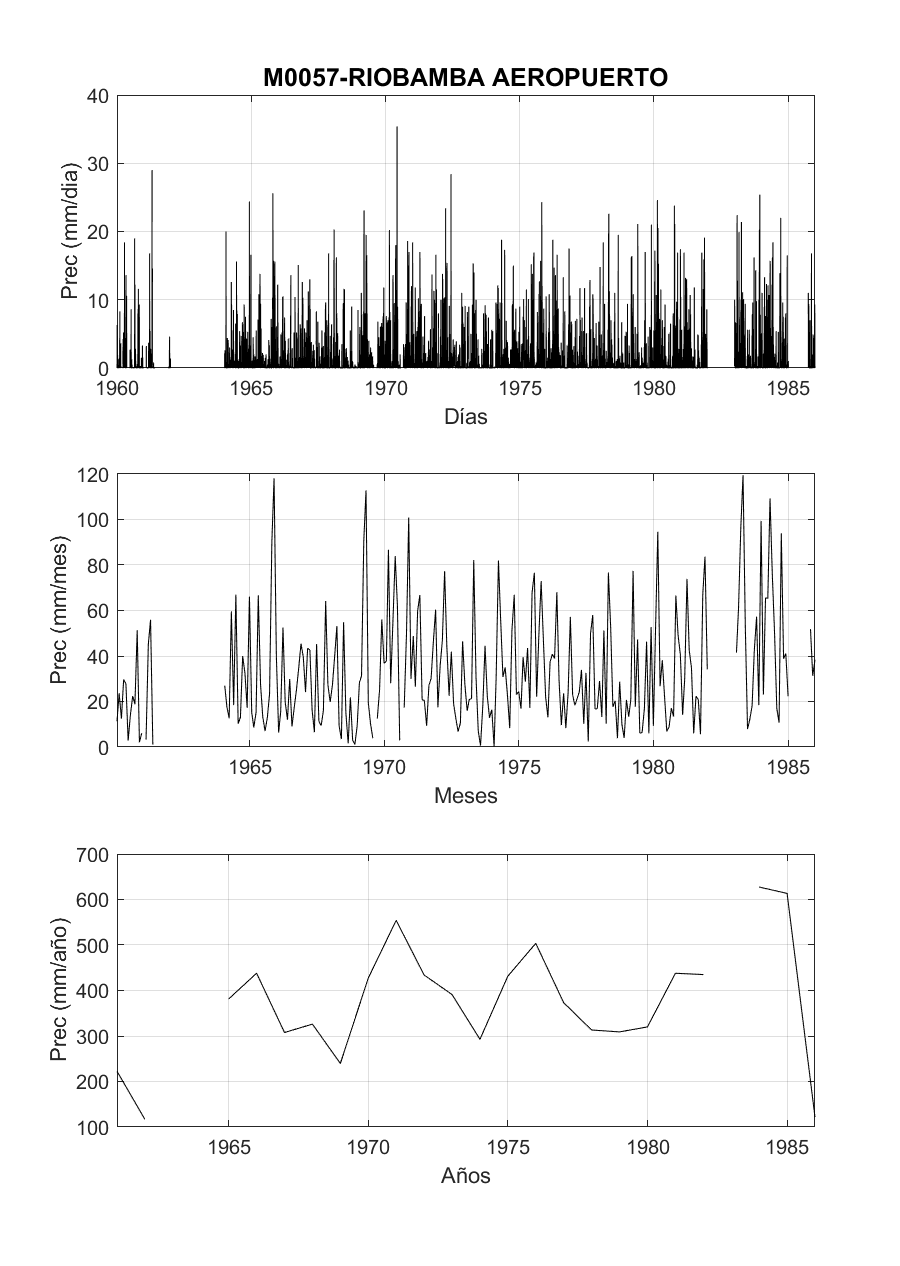 M0057-RIOBAMBA AEROPUERTO
40
30
20
10
0
Prec (mm/dia)
1960 1965 1970 1975 1980 1985
Días
120
100
80
60
40
20
0
Prec (mm/mes)
1965 1970 1975 1980 1985
Meses
700
600
500
400
300
200
100
Prec (mm/año)
1965 1970 1975 1980 1985
Años